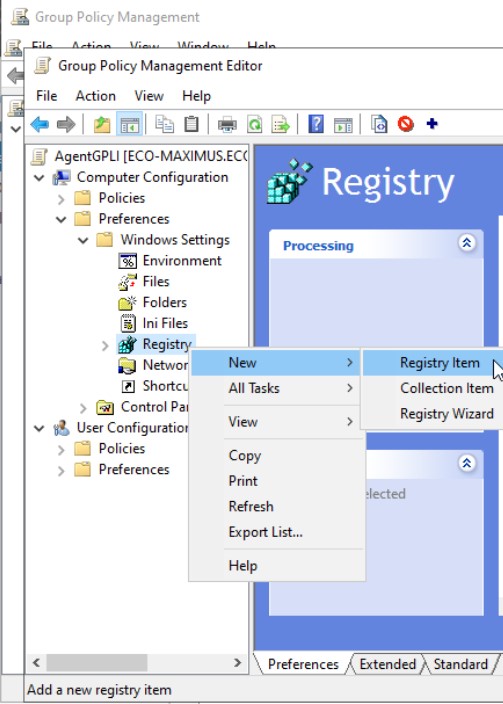 Group Policy Management
File Action View Window Help
Group Policy Management Editor
File Action View Help
AgentGPLI [ECO-MAXIMUS.EC
Computer Configuration
Policies
Preferences
Windows Settings
Environment
Files
Folders
Ini Files
Registry
Networ
Shortcu
Control Pa
User Configuration
Policies
Preferences
Registry
Processing
New
All Tasks
View
Copy
Print
Refresh
Export List...
Help
Registry Item
Collection Item
Registry Wizard
elected
Preferences Extended Standard
Add a new registry item